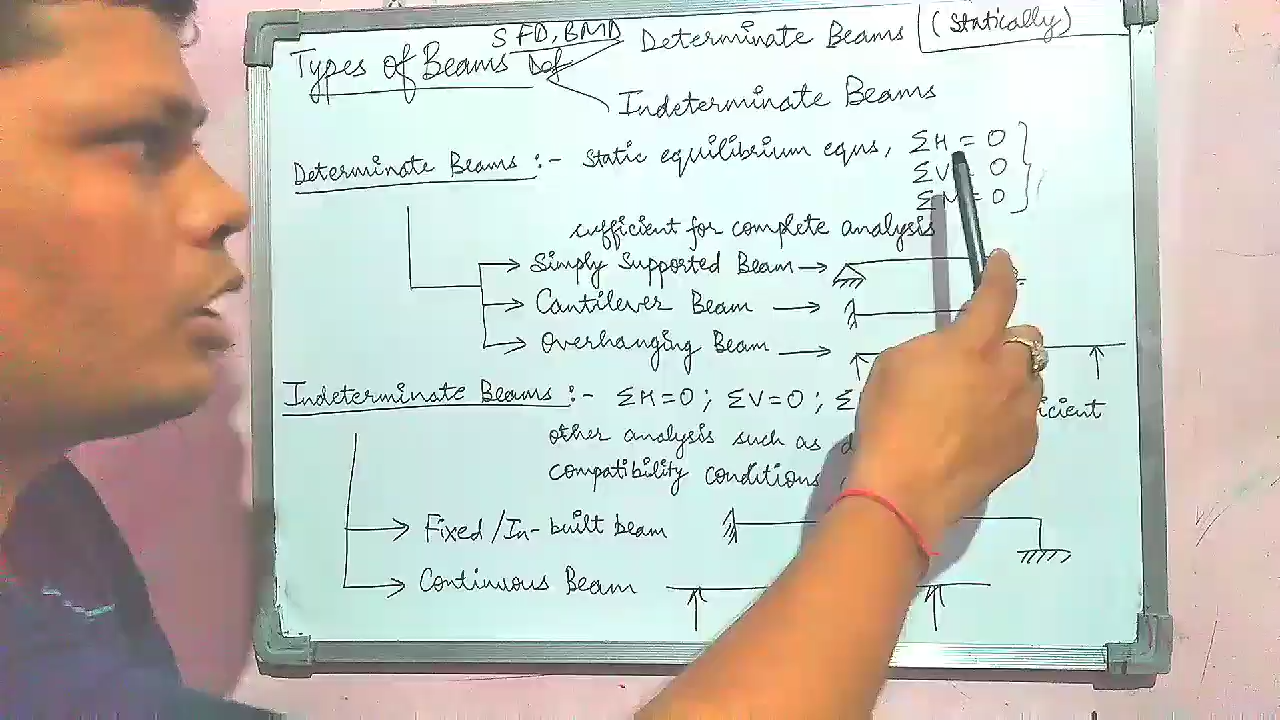 SFD, BMD
Types of Beams
Determinate Beams (Statically)
Indeterminate Beams
Determinate Beams :- Static equilibrium eqns, ΣH = 0
ΣV = 0
ΣM = 0
sufficient for complete analysis
Simply Supported Beam →
Cantilever Beam →
Overhanging Beam →
Indeterminate Beams :- ΣH=0 ; ΣV=0 ; Σ
other analysis such as
compatibility conditions
Fixed /In-built beam
Continuous Beam